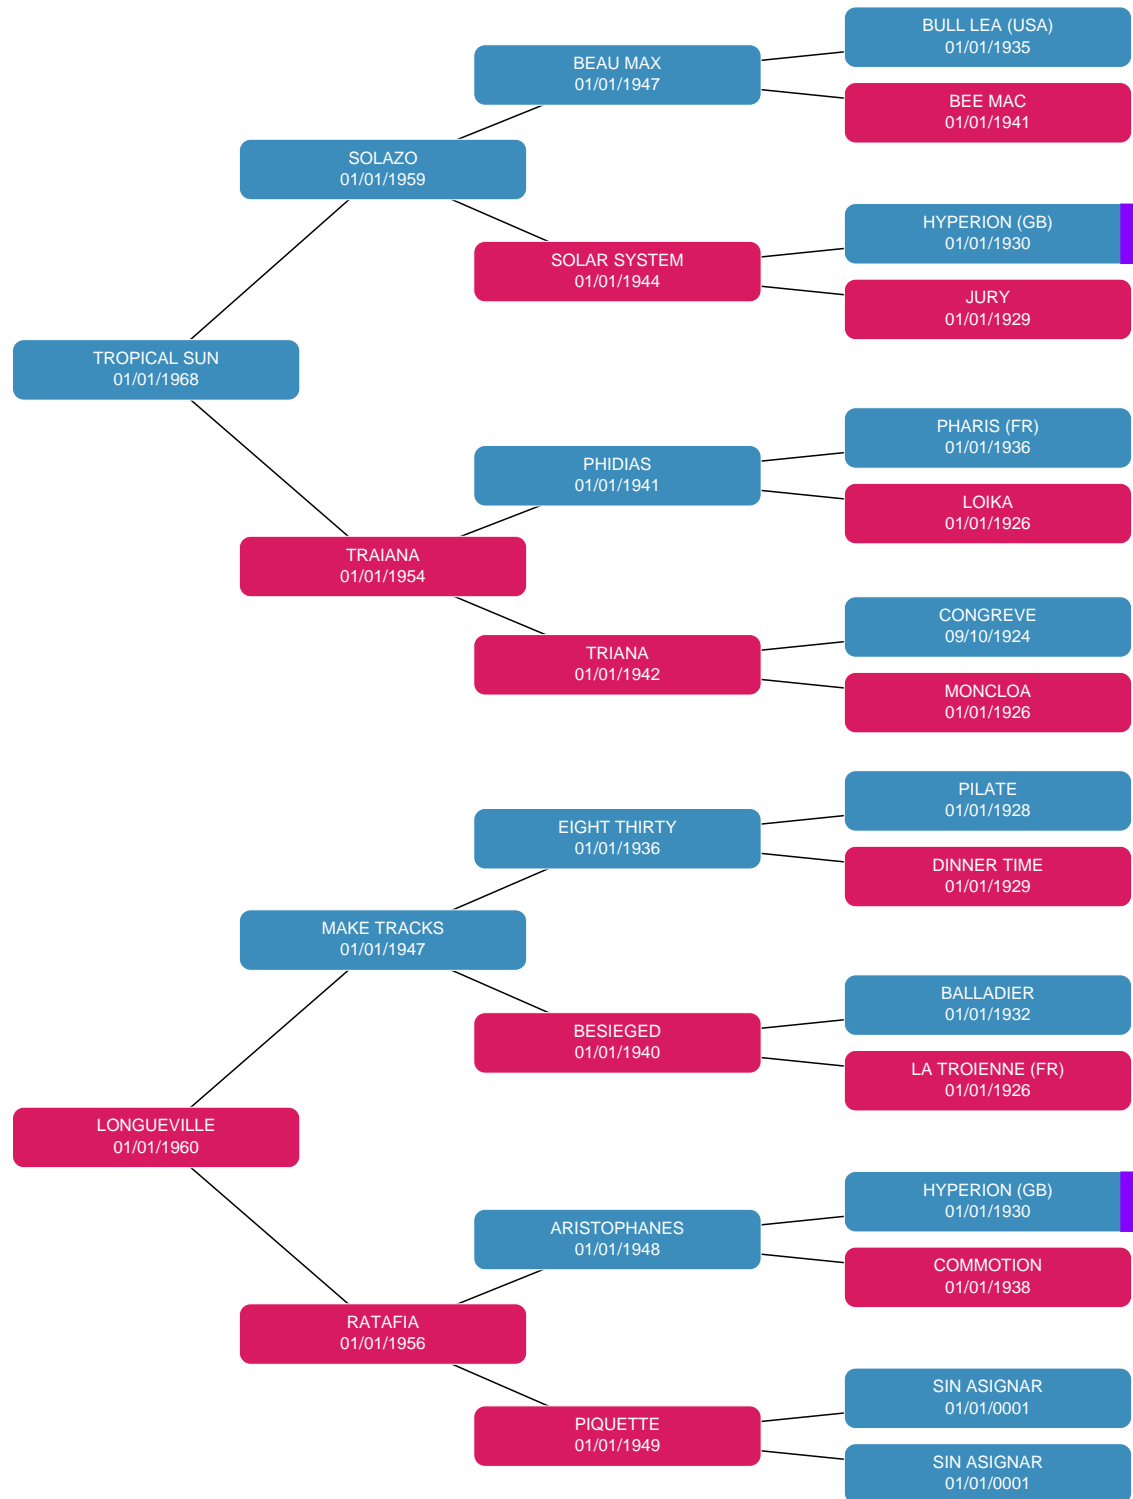 BULL LEA (USA)
01/01/1935
BEAU MAX
01/01/1947
BEE MAC
01/01/1941
SOLAZO
01/01/1959
HYPERION (GB)
01/01/1930
SOLAR SYSTEM
01/01/1944
JURY
01/01/1929
TROPICAL SUN
01/01/1968
PHARIS (FR)
01/01/1936
PHIDIAS
01/01/1941
LOIKA
01/01/1926
TRAIANA
01/01/1954
CONGREVE
09/10/1924
TRIANA
01/01/1942
MONCLOA
01/01/1926
PILATE
01/01/1928
EIGHT THIRTY
01/01/1936
DINNER TIME
01/01/1929
MAKE TRACKS
01/01/1947
BALLADIER
01/01/1932
BESIEGED
01/01/1940
LA TROIENNE (FR)
01/01/1926
LONGUEVILLE
01/01/1960
HYPERION (GB)
01/01/1930
ARISTOPHANES
01/01/1948
COMMOTION
01/01/1938
RATAFIA
01/01/1956
SIN ASIGNAR
01/01/0001
PIQUETTE
01/01/1949
SIN ASIGNAR
01/01/0001